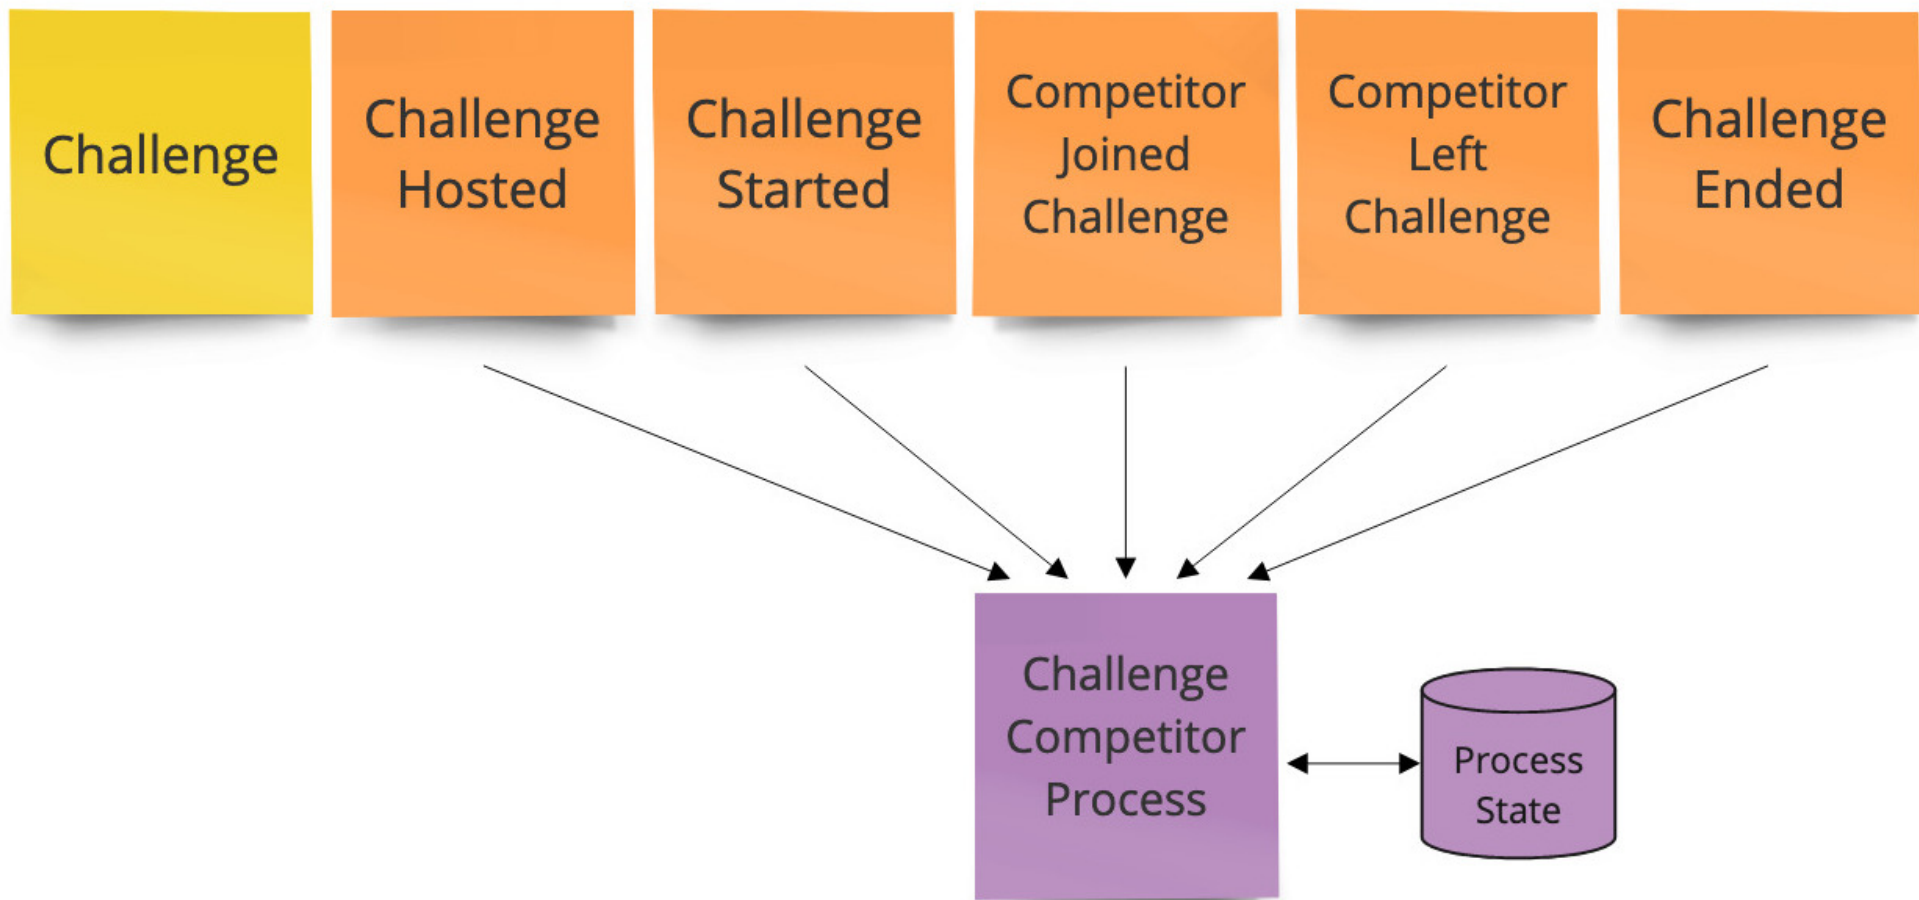 Challenge
Challenge
Hosted
Challenge
Started
Competitor
Joined
Challenge
Competitor
Left
Challenge
Challenge
Ended
Challenge
Competitor
Process
Process
State